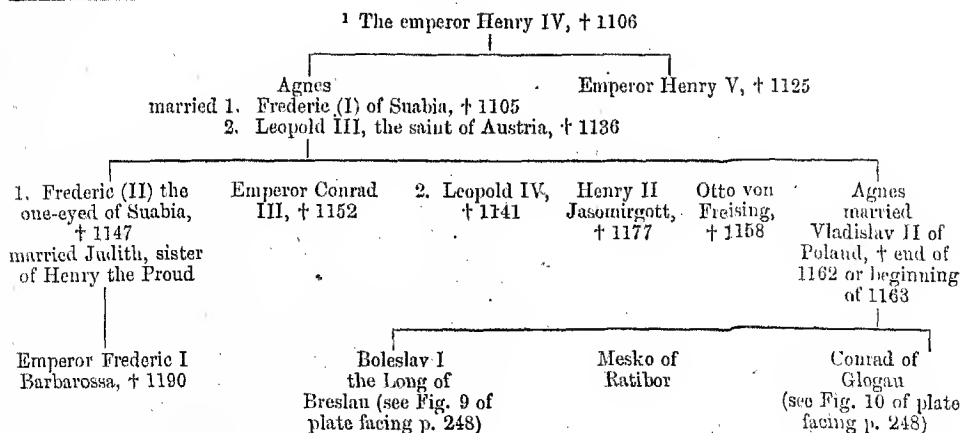 ¹ The emperor Henry IV, † 1106
Agnes
married 1. Frederic (I) of Suabia, † 1105
2. Leopold III, the saint of Austria, † 1136
Emperor Henry V, † 1125
1. Frederic (II) the
one-eyed of Suabia,
† 1147
married Judith, sister
of Henry the Proud
Emperor Conrad
III, † 1152
2. Leopold IV,
† 1141
Henry II
Jasomirgott,
† 1177
Otto von
Freising,
† 1158
Agnes
married
Vladislav II of
Poland, † end of
1162 or beginning
of 1163
Emperor Frederic I
Barbarossa, † 1190
Boleslav I
the Long of
Breslau (see Fig. 9 of
plate facing p. 248)
Mesko of
Ratibor
Conrad of
Glogau
(see Fig. 10 of plate
facing p. 248)